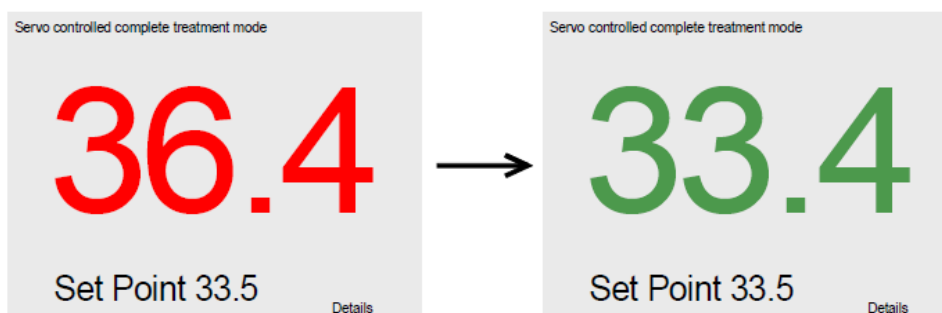 Servo controlled complete treatment mode
36.4
Set Point 33.5
Details
Servo controlled complete treatment mode
33.4
Set Point 33.5
Details